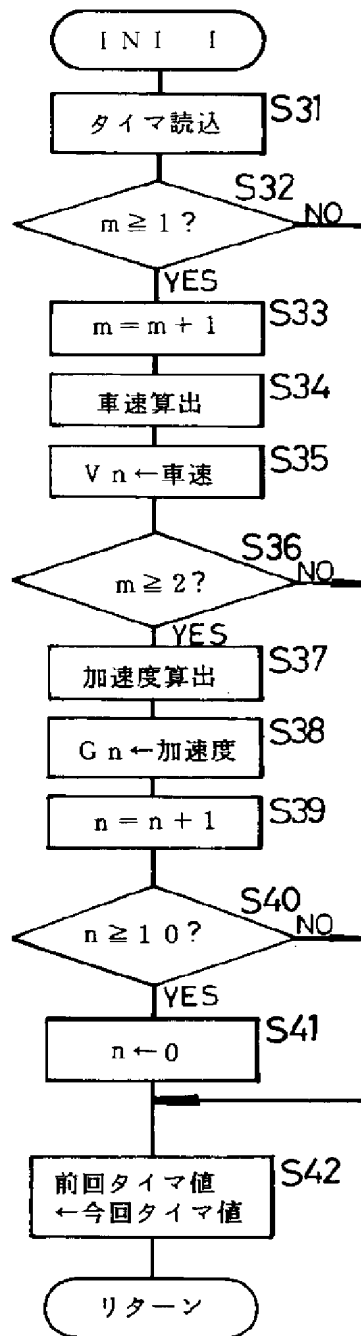 INI I
タイマ読込
S31
S32
m≧1?
NO
YES
m=m+1
S33
車速算出
S34
Vn←車速
S35
S36
m≧2?
NO
YES
加速度算出
S37
Gn←加速度
S38
n=n+1
S39
S40
n≧10?
NO
YES
n←0
S41
前回タイマ値
←今回タイマ値
S42
リターン